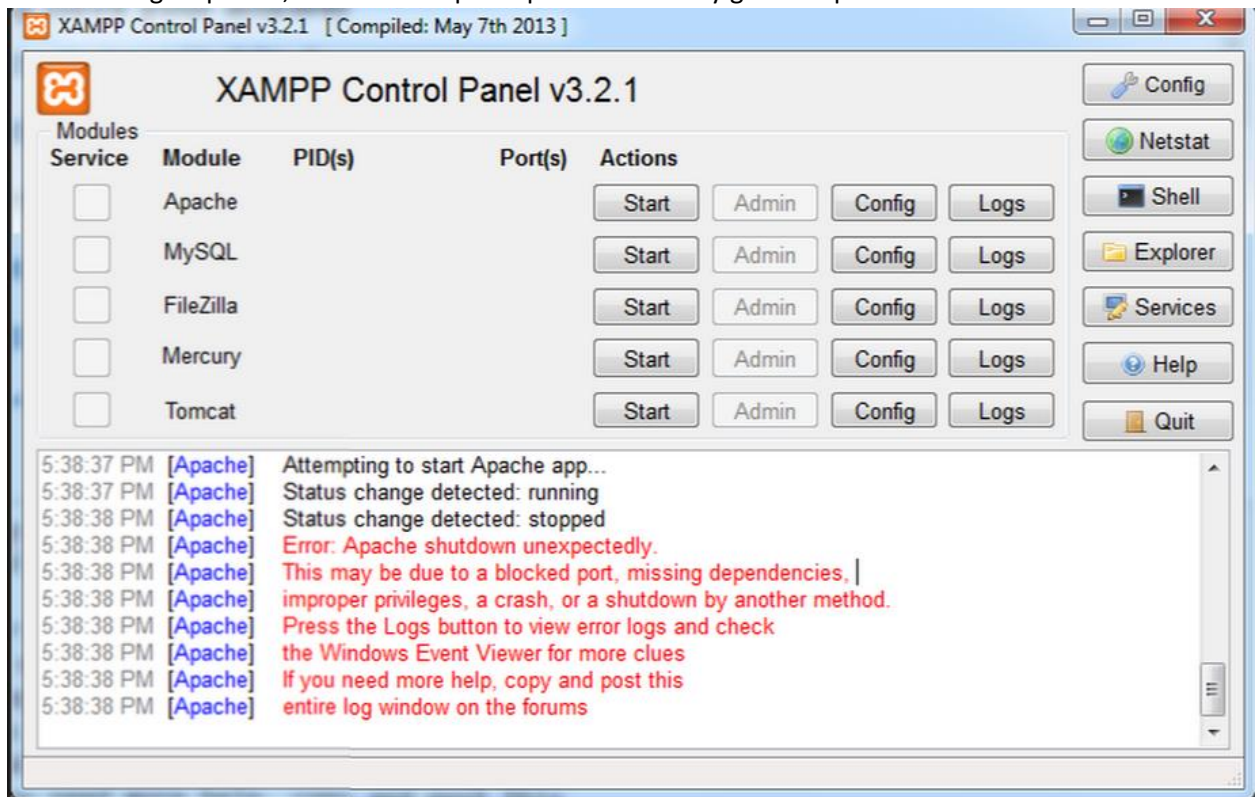 XAMPP Control Panel v3.2.1 [ Compiled: May 7th 2013 ]
XAMPP Control Panel v3.2.1
Config
Modules
Service Module PID(s) Port(s) Actions
Netstat
Apache Start Admin Config Logs
Shell
MySQL Start Admin Config Logs
Explorer
FileZilla Start Admin Config Logs
Services
Mercury Start Admin Config Logs
Help
Tomcat Start Admin Config Logs
Quit
5:38:37 PM [Apache] Attempting to start Apache app...
5:38:37 PM [Apache] Status change detected: running
5:38:38 PM [Apache] Status change detected: stopped
5:38:38 PM [Apache] Error: Apache shutdown unexpectedly.
5:38:38 PM [Apache] This may be due to a blocked port, missing dependencies,
5:38:38 PM [Apache] improper privileges, a crash, or a shutdown by another method.
5:38:38 PM [Apache] Press the Logs button to view error logs and check
5:38:38 PM [Apache] the Windows Event Viewer for more clues
5:38:38 PM [Apache] If you need more help, copy and post this
5:38:38 PM [Apache] entire log window on the forums